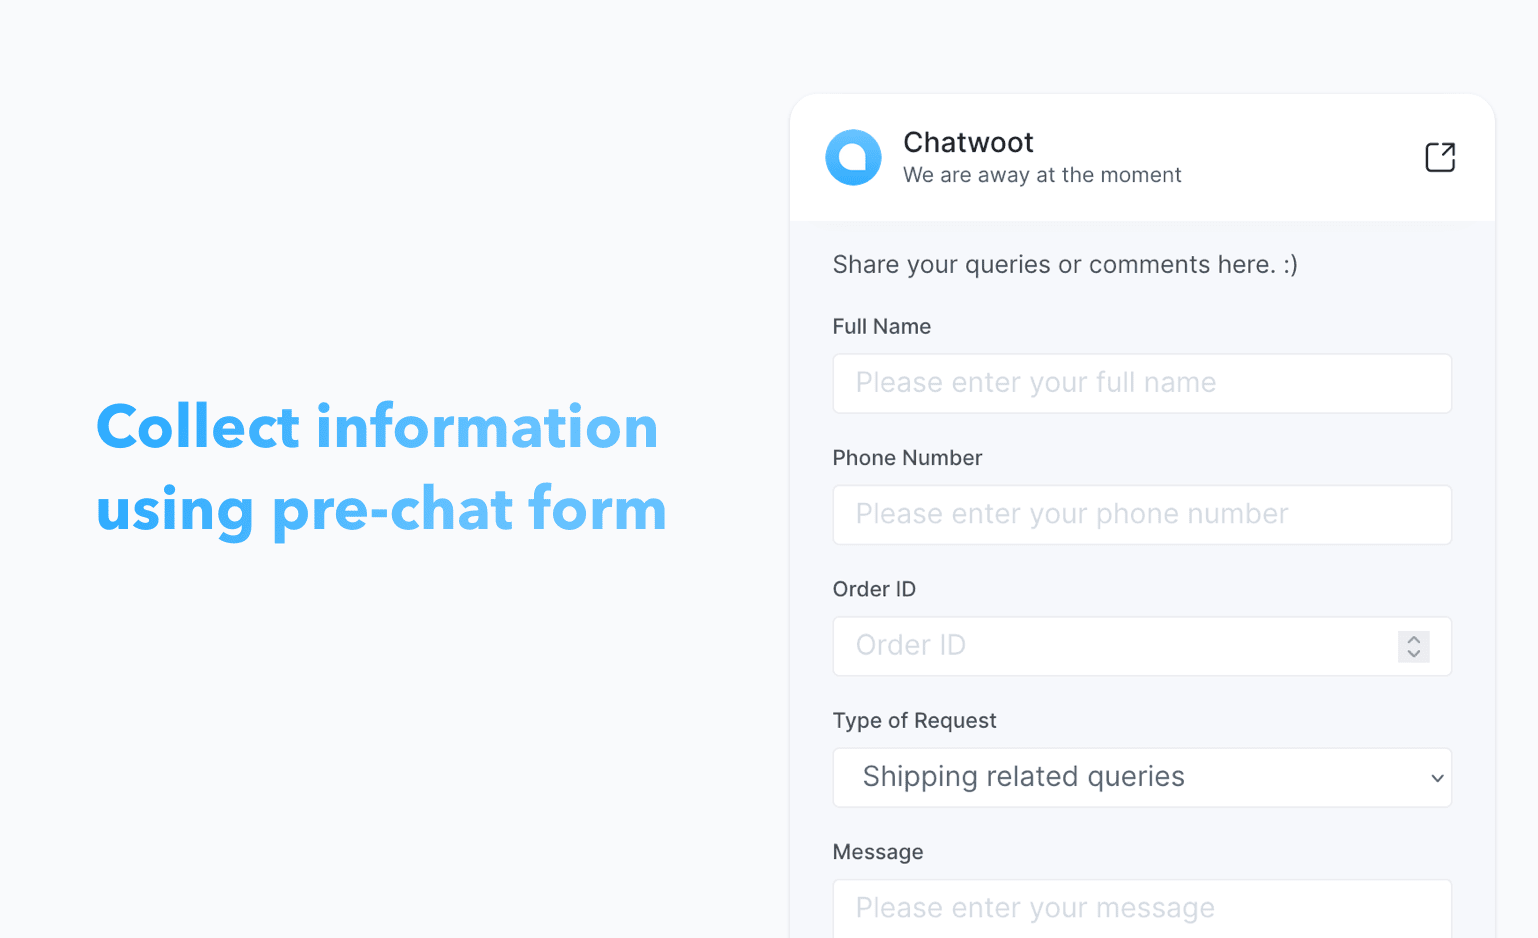 Collect information
using pre-chat form
Chatwoot
We are away at the moment
Share your queries or comments here. :)
Full Name
Please enter your full name
Phone Number
Please enter your phone number
Order ID
Order ID
Type of Request
Shipping related queries
Message
Please enter your message